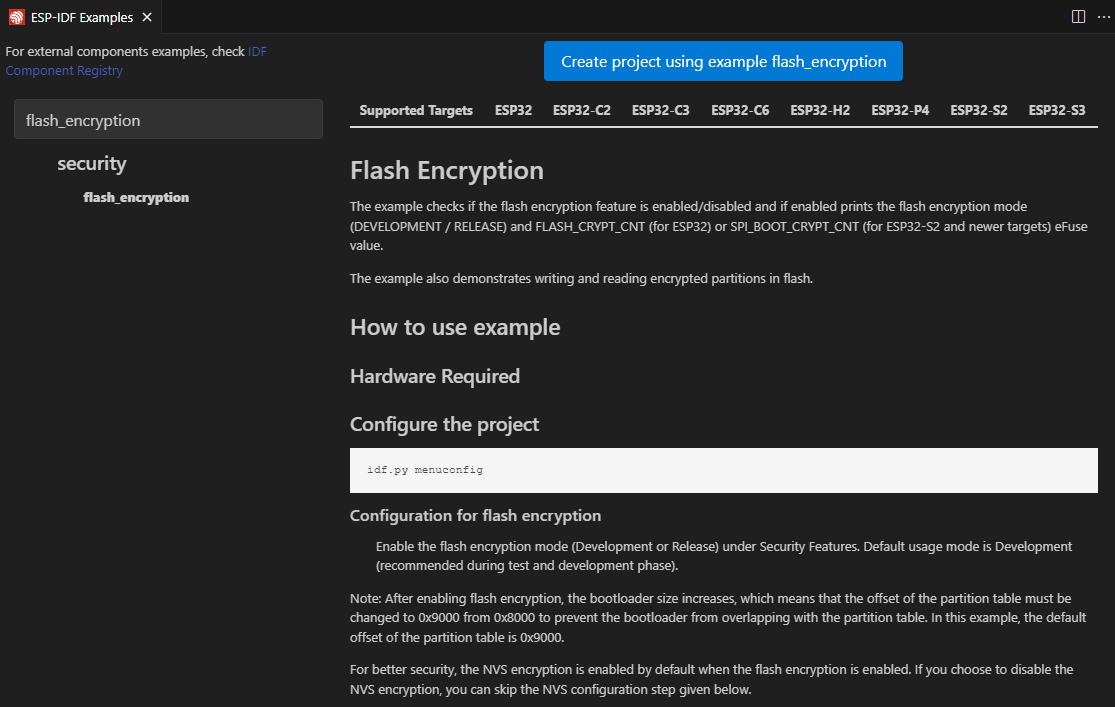 ESP-IDF Examples
For external components examples, check IDF
Component Registry
Create project using example flash_encryption
flash_encryption
security
flash_encryption
Supported Targets ESP32 ESP32-C2 ESP32-C3 ESP32-C6 ESP32-H2 ESP32-P4 ESP32-S2 ESP32-S3
Flash Encryption
The example checks if the flash encryption feature is enabled/disabled and if enabled prints the flash encryption mode
(DEVELOPMENT / RELEASE) and FLASH_CRYPT_CNT (for ESP32) or SPI_BOOT_CRYPT_CNT (for ESP32-S2 and newer targets) eFuse
value.
The example also demonstrates writing and reading encrypted partitions in flash.
How to use example
Hardware Required
Configure the project
idf.py menuconfig
Configuration for flash encryption
Enable the flash encryption mode (Development or Release) under Security Features. Default usage mode is Development
(recommended during test and development phase).
Note: After enabling flash encryption, the bootloader size increases, which means that the offset of the partition table must be
changed to 0x9000 from 0x8000 to prevent the bootloader from overlapping with the partition table. In this example, the default
offset of the partition table is 0x9000.
For better security, the NVS encryption is enabled by default when the flash encryption is enabled. If you choose to disable the
NVS encryption, you can skip the NVS configuration step given below.